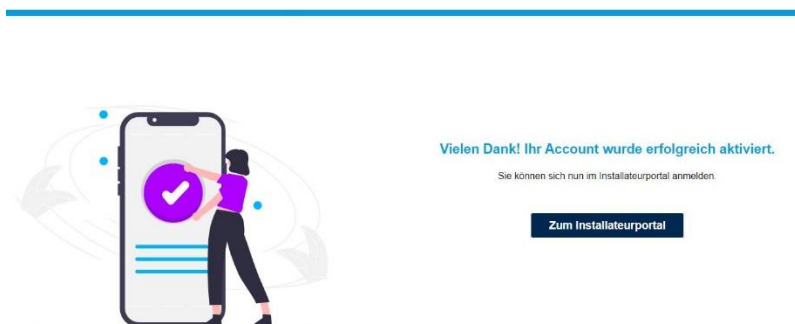 Vielen Dank! Ihr Account wurde erfolgreich aktiviert.
Sie können sich nun im Installateurportal anmelden.
Zum Installateurportal